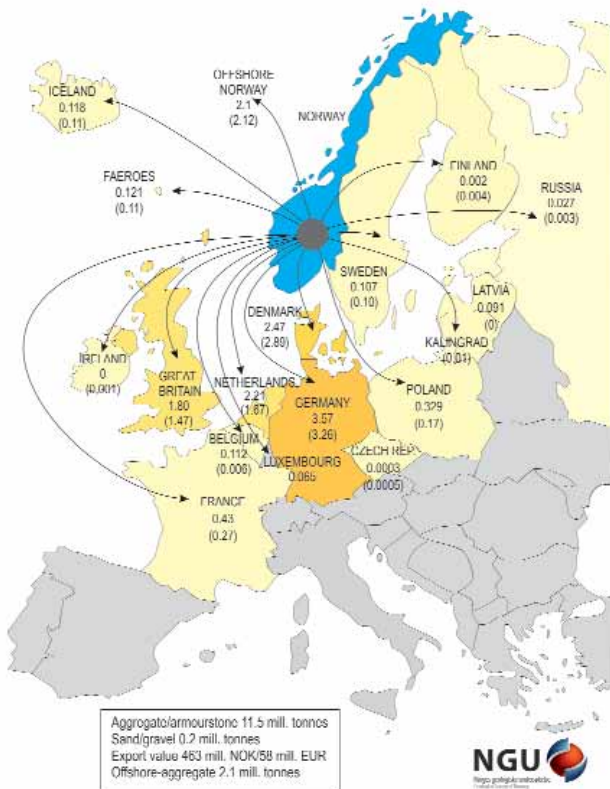 ICELAND
0.118
(0.11)
OFFSHORE
NORWAY
2.1
(2.12)
NORWAY
FAEROES
0.121
(0.11)
FINLAND
0.002
(0.004)
RUSSIA
0.027
(0.003)
SWEDEN
0.107
(0.10)
LATVIA
0.091
(0)
KALINGRAD
(0.01)
DENMARK
2.47
(2.89)
IRELAND
0
(0.001)
GREAT
BRITAIN
1.80
(1.47)
NETHERLANDS
2.21
(1.67)
GERMANY
3.57
(3.26)
POLAND
0.329
(0.17)
BELGIUM
0.112
(0.006)
LUXEMBOURG
0.065
CZECH REP.
0.0003
(0.0005)
FRANCE
0.43
(0.27)
Aggregate/armourstone 11.5 mill. tonnes
Sand/gravel 0.2 mill. tonnes
Export value 463 mill. NOK/58 mill. EUR
Offshore-aggregate 2.1 mill. tonnes
NGU